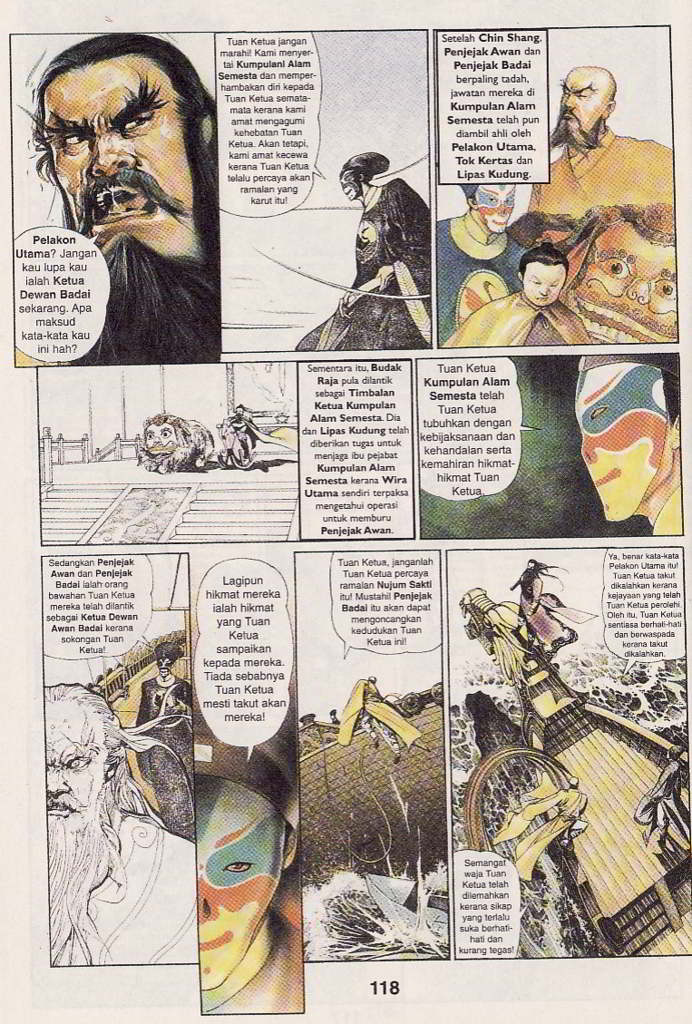 Tuan Ketua jangan
marahi! Kami menyer-
tai Kumpulani Alam
Semesta dan memper-
hambakan diri kepada
Tuan Ketua semata-
mata kerana kami
amat mengagumi
kehebatan Tuan
Ketua. Akan tetapi,
kami amat kecewa
kerana Tuan Ketua
telalu percaya akan
ramalan yang
karut itu!
Pelakon
Utama? Jangan
kau lupa kau
ialah Ketua
Dewan Badai
sekarang. Apa
maksud
kata-kata kau
ini hah?
Setelah Chin Shang,
Penjejak Awan dan
Penjejak Badai
berpaling tadah,
jawatan mereka di
Kumpulan Alam
Semesta telah pun
diambil ahli oleh
Pelakon Utama,
Tok Kertas dan
Lipas Kudung.
Sementara itu, Budak
Raja pula dilantik
sebagai Timbalan
Ketua Kumpulan
Alam Semesta. Dia
dan Lipas Kudung telah
diberikan tugas untuk
menjaga ibu pejabat
Kumpulan Alam
Semesta kerana Wira
Utama sendiri terpaksa
mengetahui operasi
untuk memburu
Penjejak Awan.
Tuan Ketua
Kumpulan Alam
Semesta telah
Tuan Ketua
tubuhkan dengan
kebijaksanaan dan
kehandalan serta
kemahiran hikmat-
hikmat Tuan
Ketua.
Sedangkan Penjejak
Awan dan Penjejak
Badai ialah orang
bawahan Tuan Ketua
mereka telah dilantik
sebagai Ketua Dewan
Awan Badai kerana
sokongan Tuan
Ketua!
Lagipun
hikmat mereka
ialah hikmat
yang Tuan
Ketua
sampaikan
kepada mereka.
Tiada sebabnya
Tuan Ketua
mesti takut akan
mereka!
Tuan Ketua, janganlah
Tuan Ketua percaya
ramalan Nujum Sakti
itu! Mustahil Penjejak
Badai itu akan dapat
mengoncangkan
kedudukan Tuan
Ketua ini!
Ya, benar kata-kata
Pelakon Utama itu!
Tuan Ketua takut
dikalahkan kerana
kejayaan yang telah
Tuan Ketua perolehi.
Oleh itu, Tuan Ketua
sentiasa berhati-hati
dan berwaspada
kerana takut
dikalahkan.
Semangat
waja Tuan
Ketua telah
dilemahkan
kerana sikap
yang terlalu
suka berhati-
hati dan
kurang tegas!
118